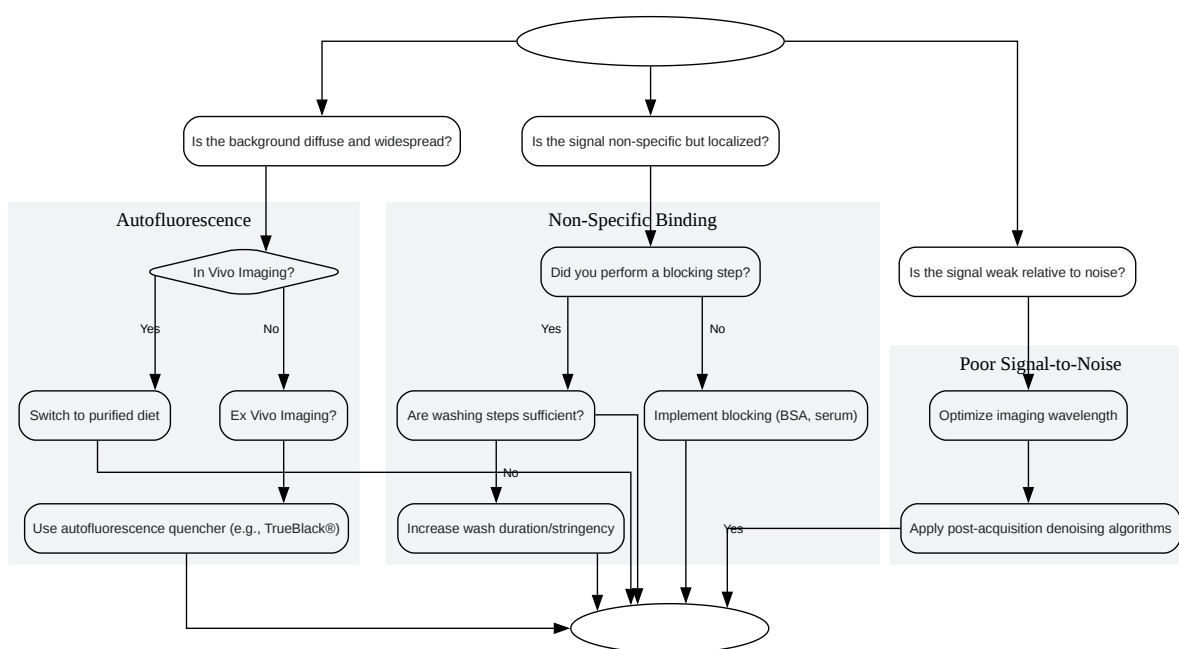 Is the background diffuse and widespread?
Is the signal non-specific but localized?
Autofluorescence
Non-Specific Binding
In Vivo Imaging?
Did you perform a blocking step?
Is the signal weak relative to noise?
Yes
No
Yes
No
Poor Signal-to-Noise
Switch to purified diet
Ex Vivo Imaging?
Are washing steps sufficient?
Implement blocking (BSA, serum)
Optimize imaging wavelength
No
Use autofluorescence quencher (e.g., TrueBlack®)
Increase wash duration/stringency
Yes
Apply post-acquisition denoising algorithms